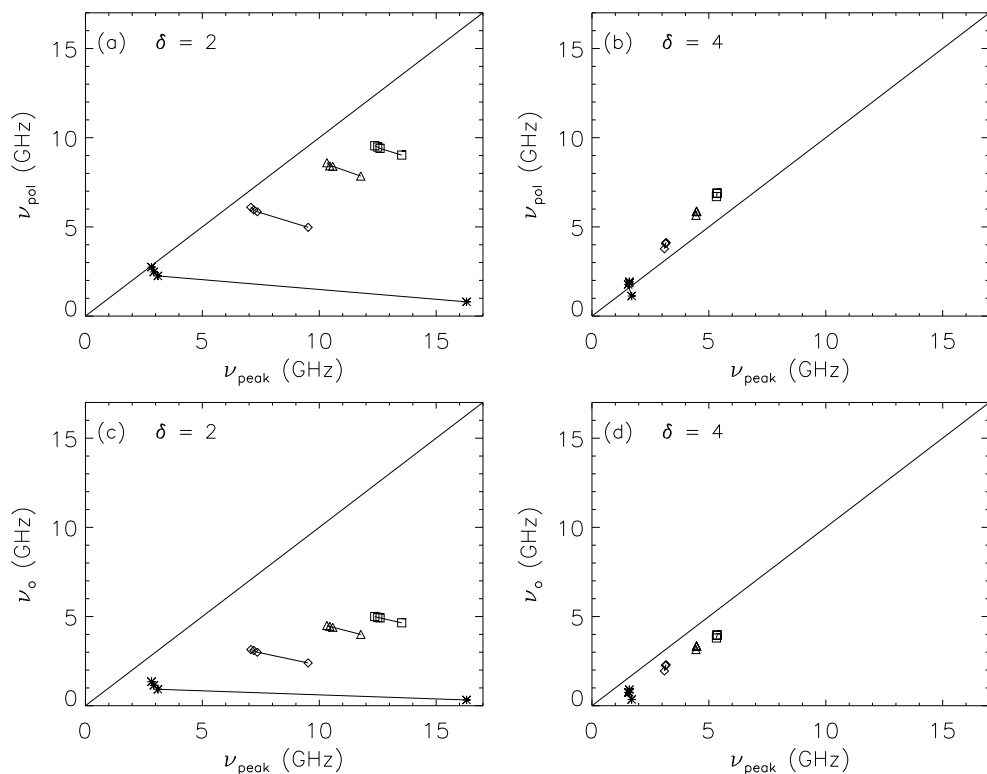 (a) δ = 2
15
10
5
0
ν_pol (GHz)
0 5 10 15
ν_peak (GHz)
(b) δ = 4
15
10
5
0
ν_pol (GHz)
0 5 10 15
ν_peak (GHz)
(c) δ = 2
15
10
5
0
ν_o (GHz)
0 5 10 15
ν_peak (GHz)
(d) δ = 4
15
10
5
0
ν_o (GHz)
0 5 10 15
ν_peak (GHz)